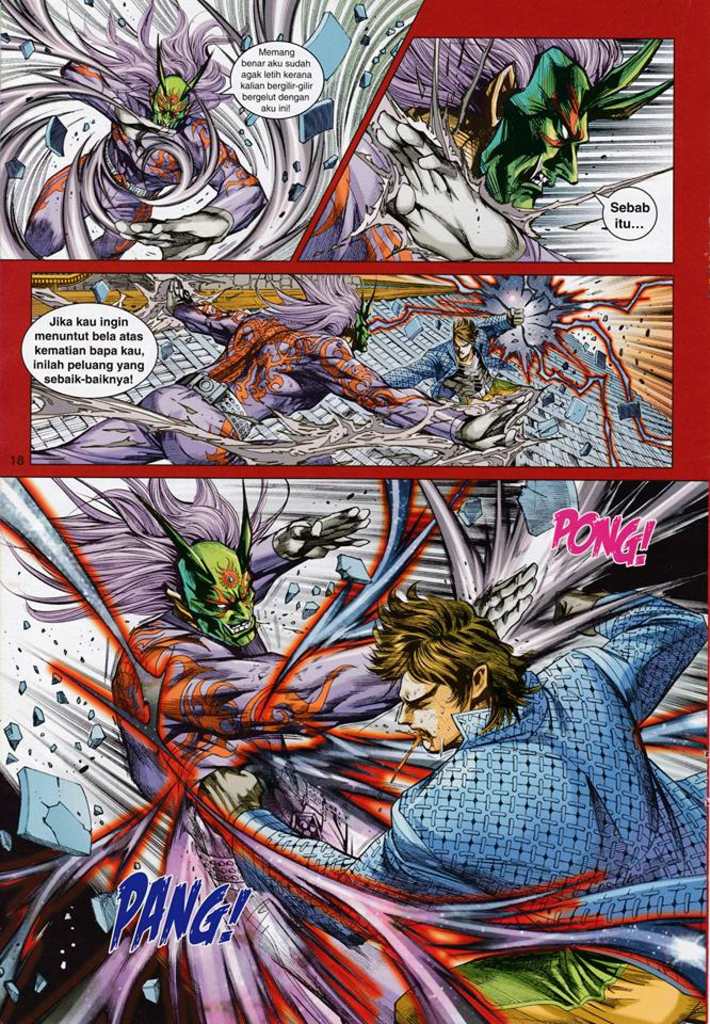 Memang
benar aku sudah
agak letih kerana
kalian bergilir-gilir
bergelut dengan
aku ini!
Sebab
itu...
Jika kau ingin
menuntut bela atas
kematian bapa kau,
inilah peluang yang
sebaik-baiknya!
18
PONG!
PANG!